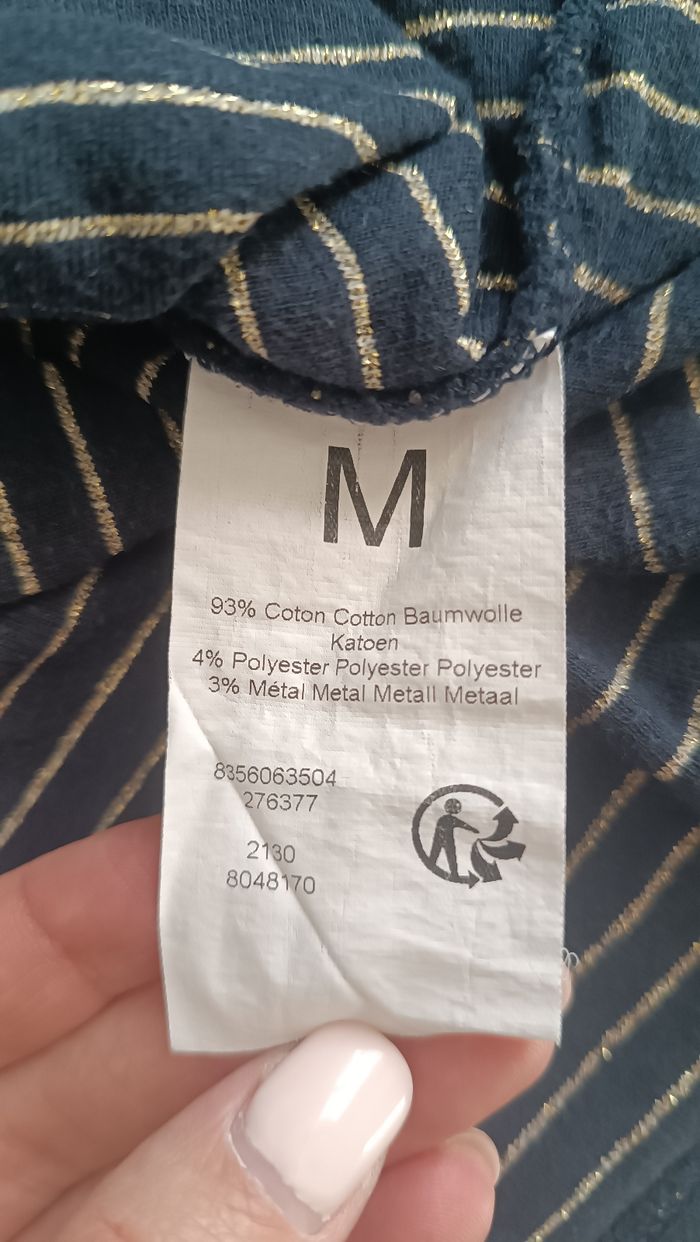 M
93% Coton Cotton Baumwolle
Katoen
4% Polyester Polyester Polyester
3% Métal Metal Metall Metaal
8356063504
276377
2130
8048170